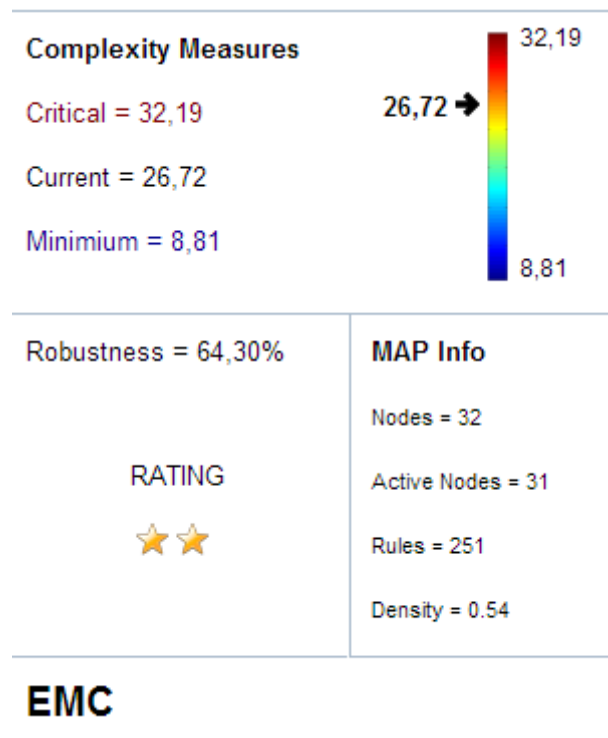 Complexity Measures
Critical = 32,19
Current = 26,72
Minimium = 8,81
32,19
26,72
8,81
Robustness = 64,30%
RATING
MAP Info
Nodes = 32
Active Nodes = 31
Rules = 251
Density = 0.54
EMC